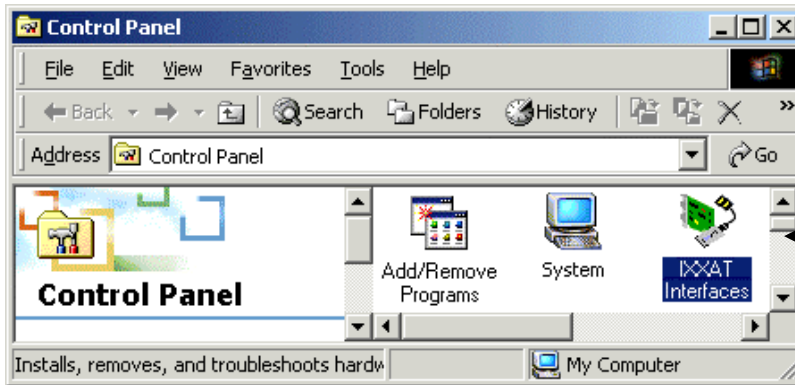 Control Panel
File Edit View Favorites Tools Help
Back Search Folders History »
Address Control Panel Go
Control Panel
Add/Remove
Programs
System
IXXAT
Interfaces
Installs, removes, and troubleshoots hardw
My Computer